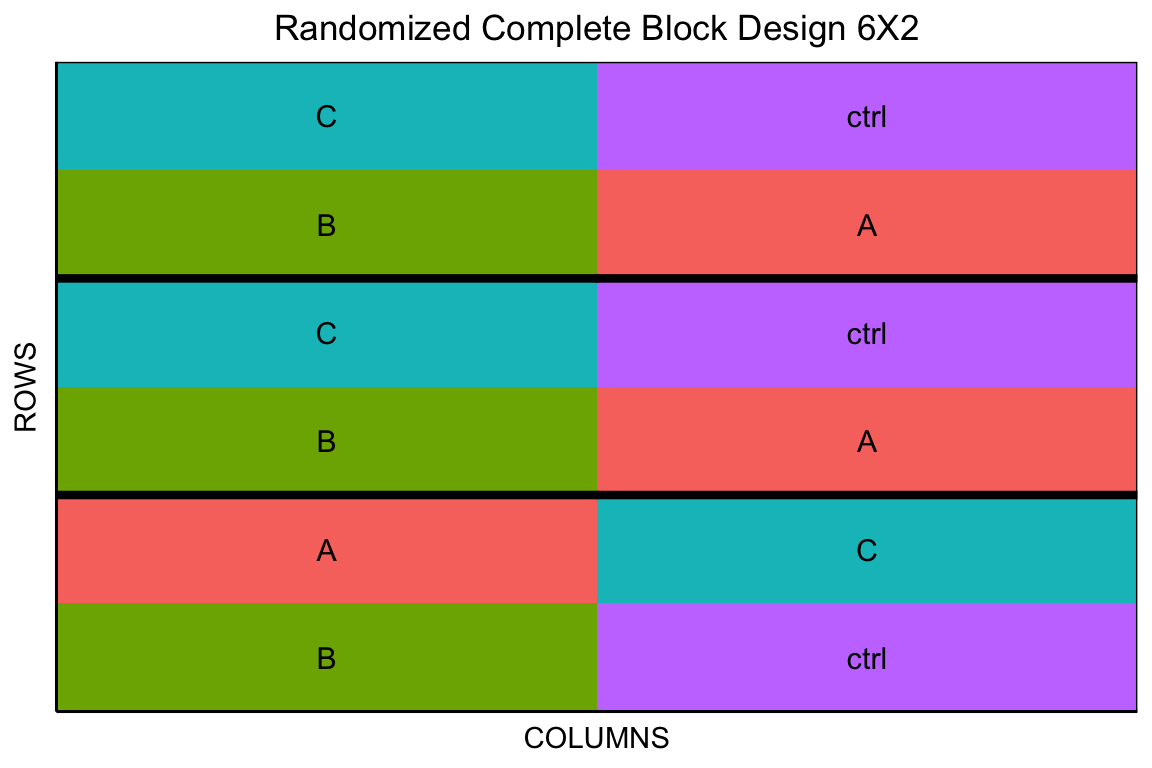 Randomized Complete Block Design 6X2
C ctrl
B A
C ctrl
ROWS
B A
A C
B ctrl
COLUMNS